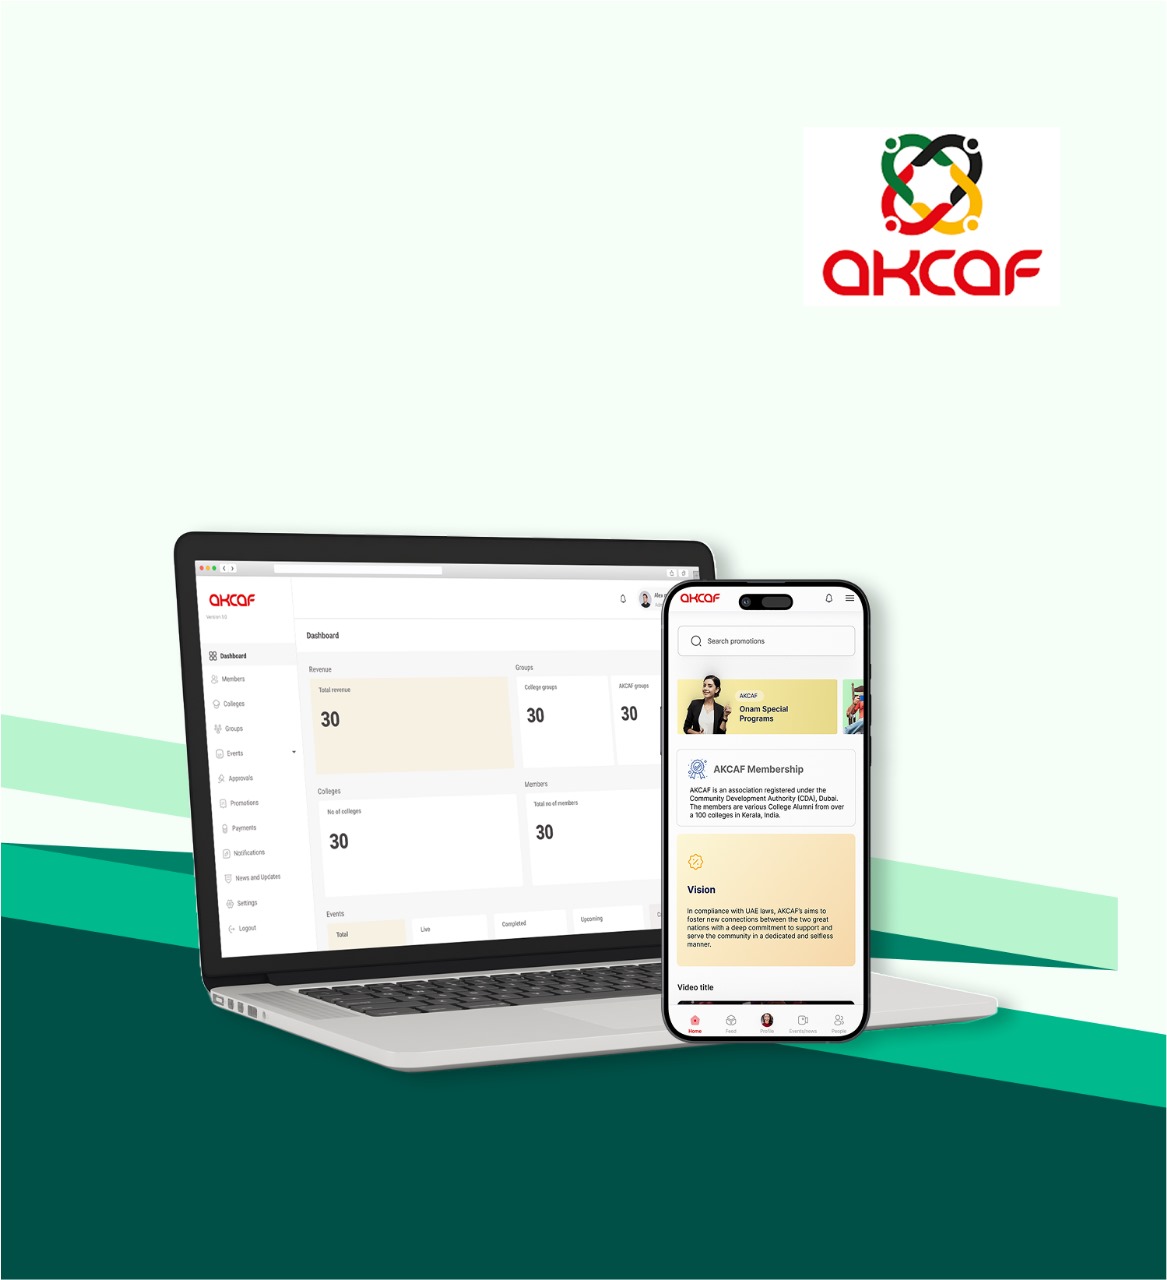 AKCAF
AKCAF
Version 1.0
Dashboard
Members
Colleges
Groups
Events
Approvals
Promotions
Payments
Notifications
News and Updates
Settings
Logout
Alex
Dashboard
Revenue
Total revenue
30
Groups
College groups
30
AKCAF groups
30
Colleges
No of colleges
30
Members
Total no of members
30
Events
Total
Live
Completed
Upcoming
AKCAF
Search promotions
AKCAF
Onam Special
Programs
AKCAF Membership
AKCAF is an association registered under the
Community Development Authority (CDA), Dubai.
The members are various College Alumni from over
a 100 colleges in Kerala, India.
Vision
In compliance with UAE laws, AKCAF's aims to
foster new connections between the two great
nations with a deep commitment to support and
serve the community in a dedicated and selfless
manner.
Video title
Home
Feed
Profile
Events/news
People